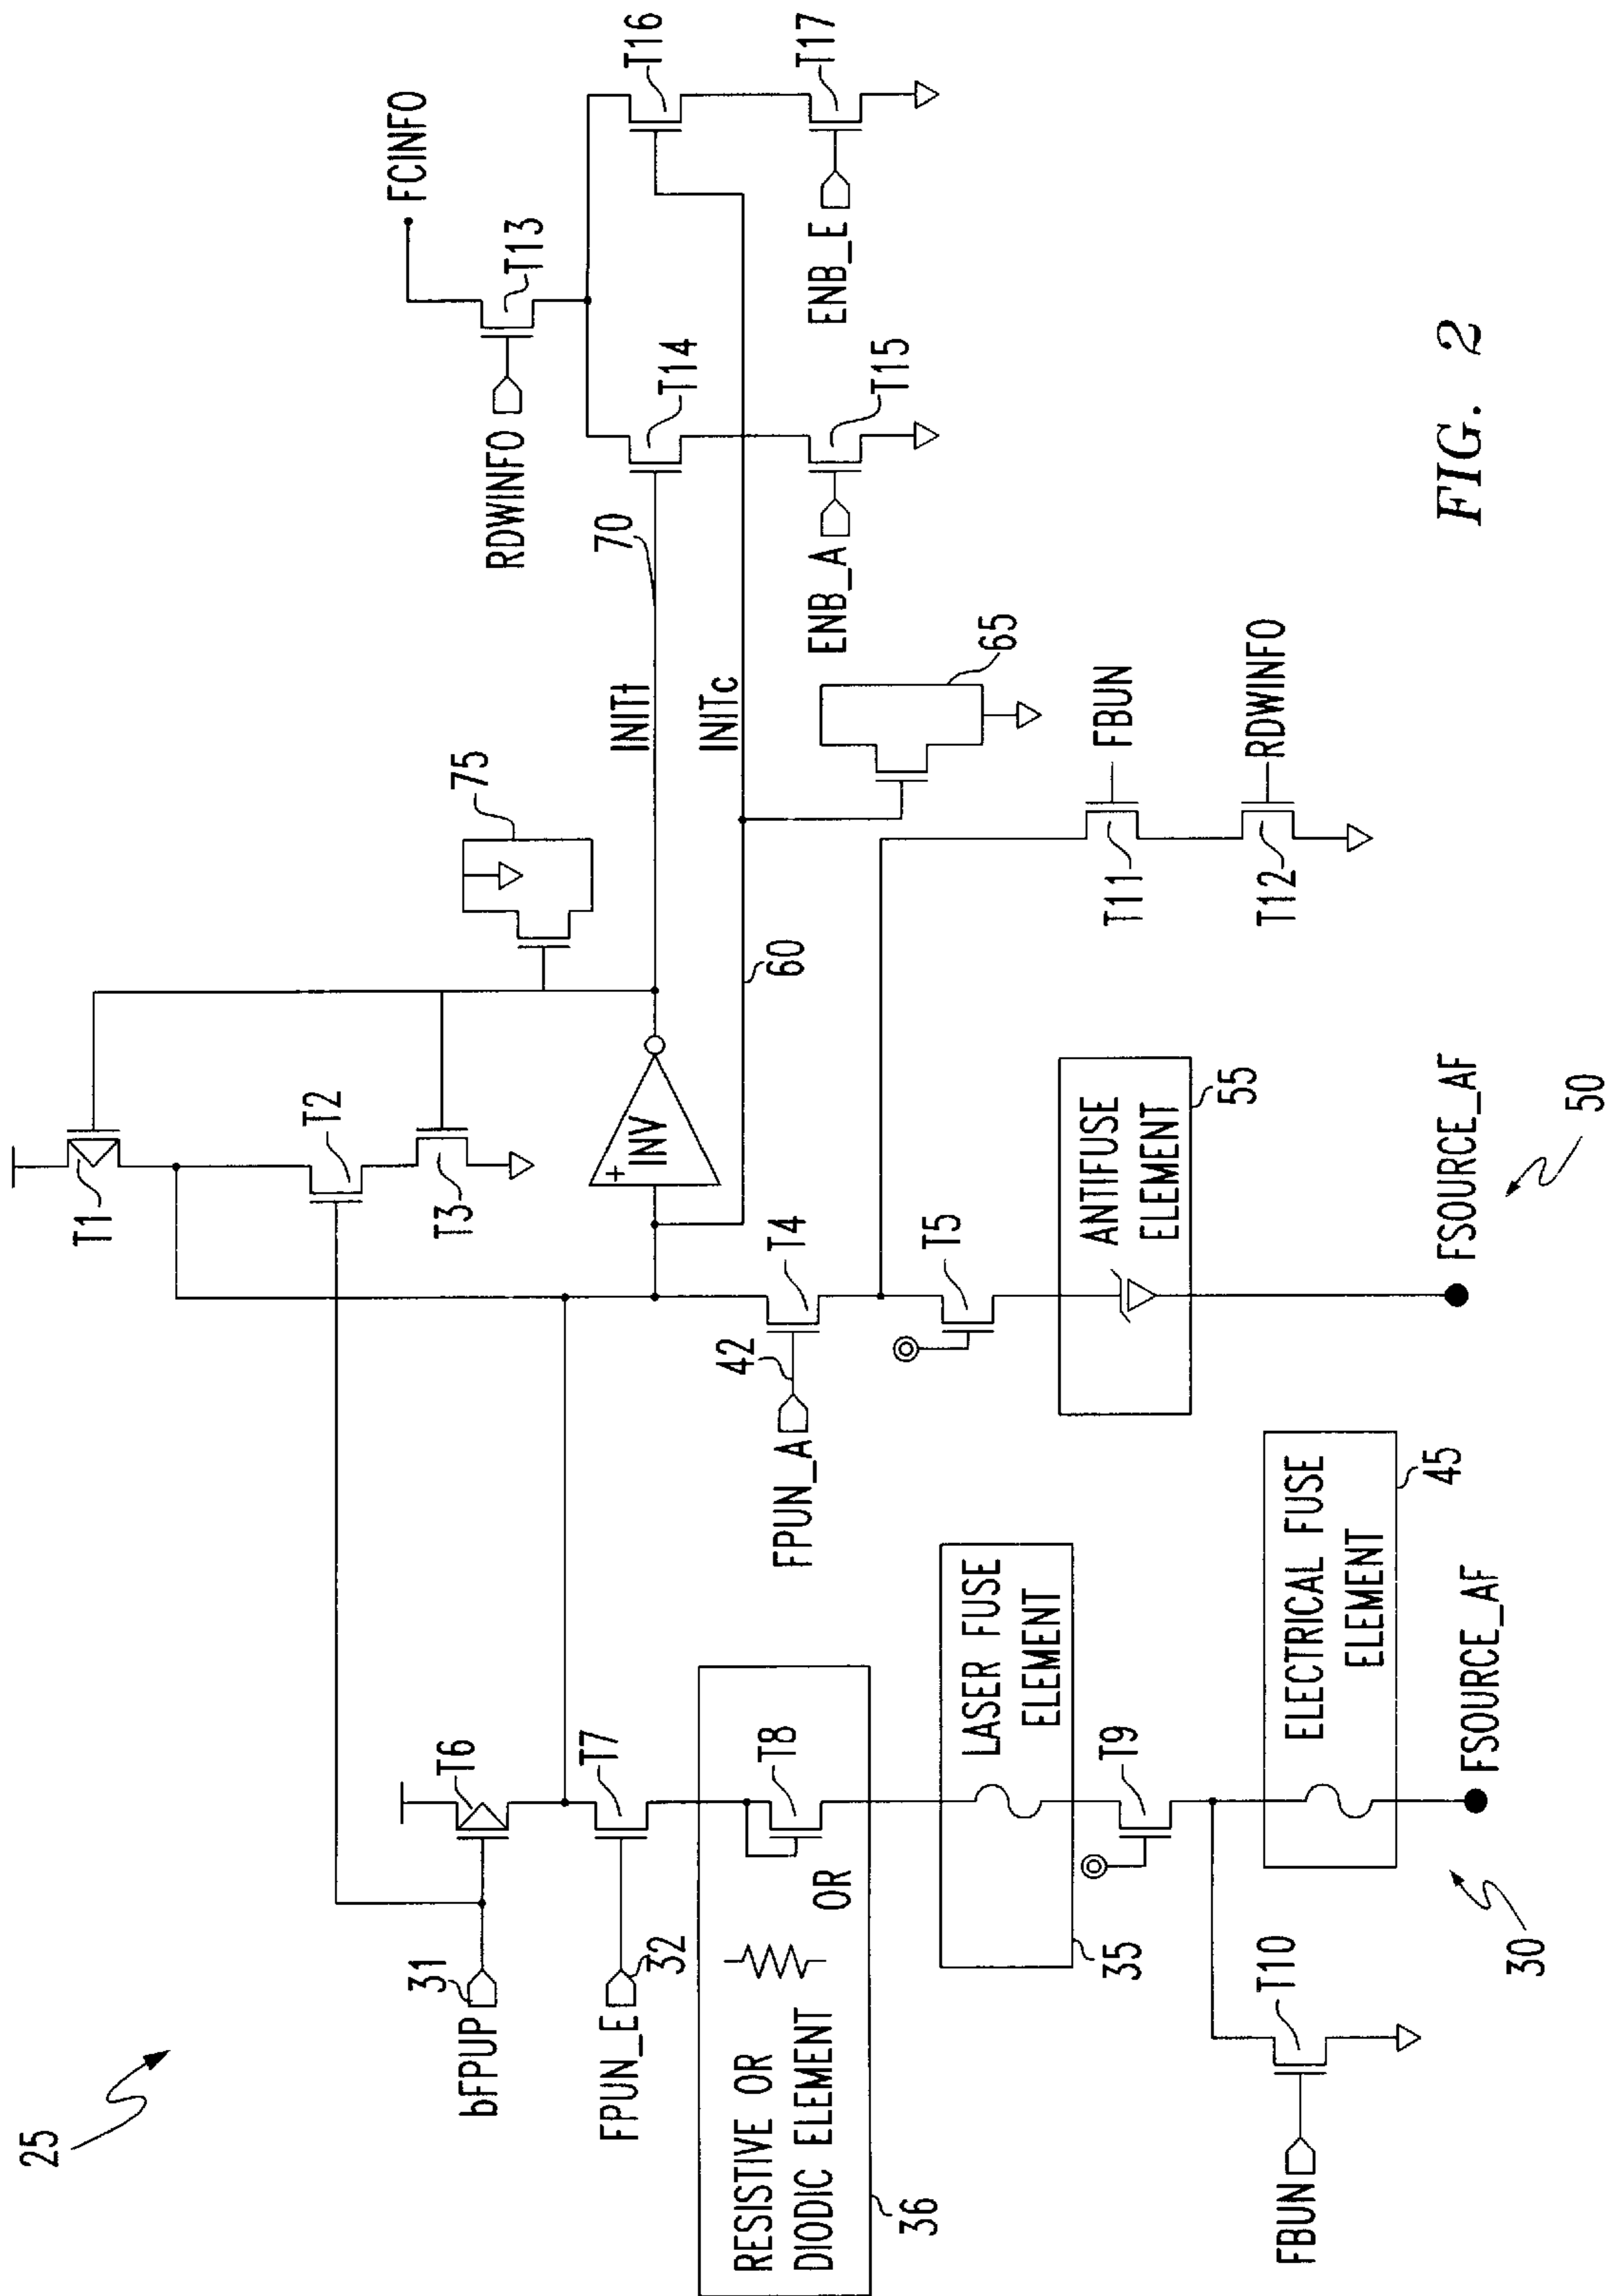 25
bFPUP
31
FPUN_E
32
T6
T7
T1
T2
T3
75
INV
+
INITt
70
INITc
60
FCINFO
RDWINFO
T13
T14
T16
T15
T17
ENB_A
ENB_E
65
FPUN_A
42
T4
T5
RESISTIVE OR
DIODIC ELEMENT
OR
T8
36
LASER FUSE
ELEMENT
35
T9
ANTIFUSE
ELEMENT
55
FBUN
T11
RDWINFO
T12
FBUN
T10
ELECTRICAL FUSE
ELEMENT
45
FSOURCE_AF
30
FSOURCE_AF
50
FIG. 2